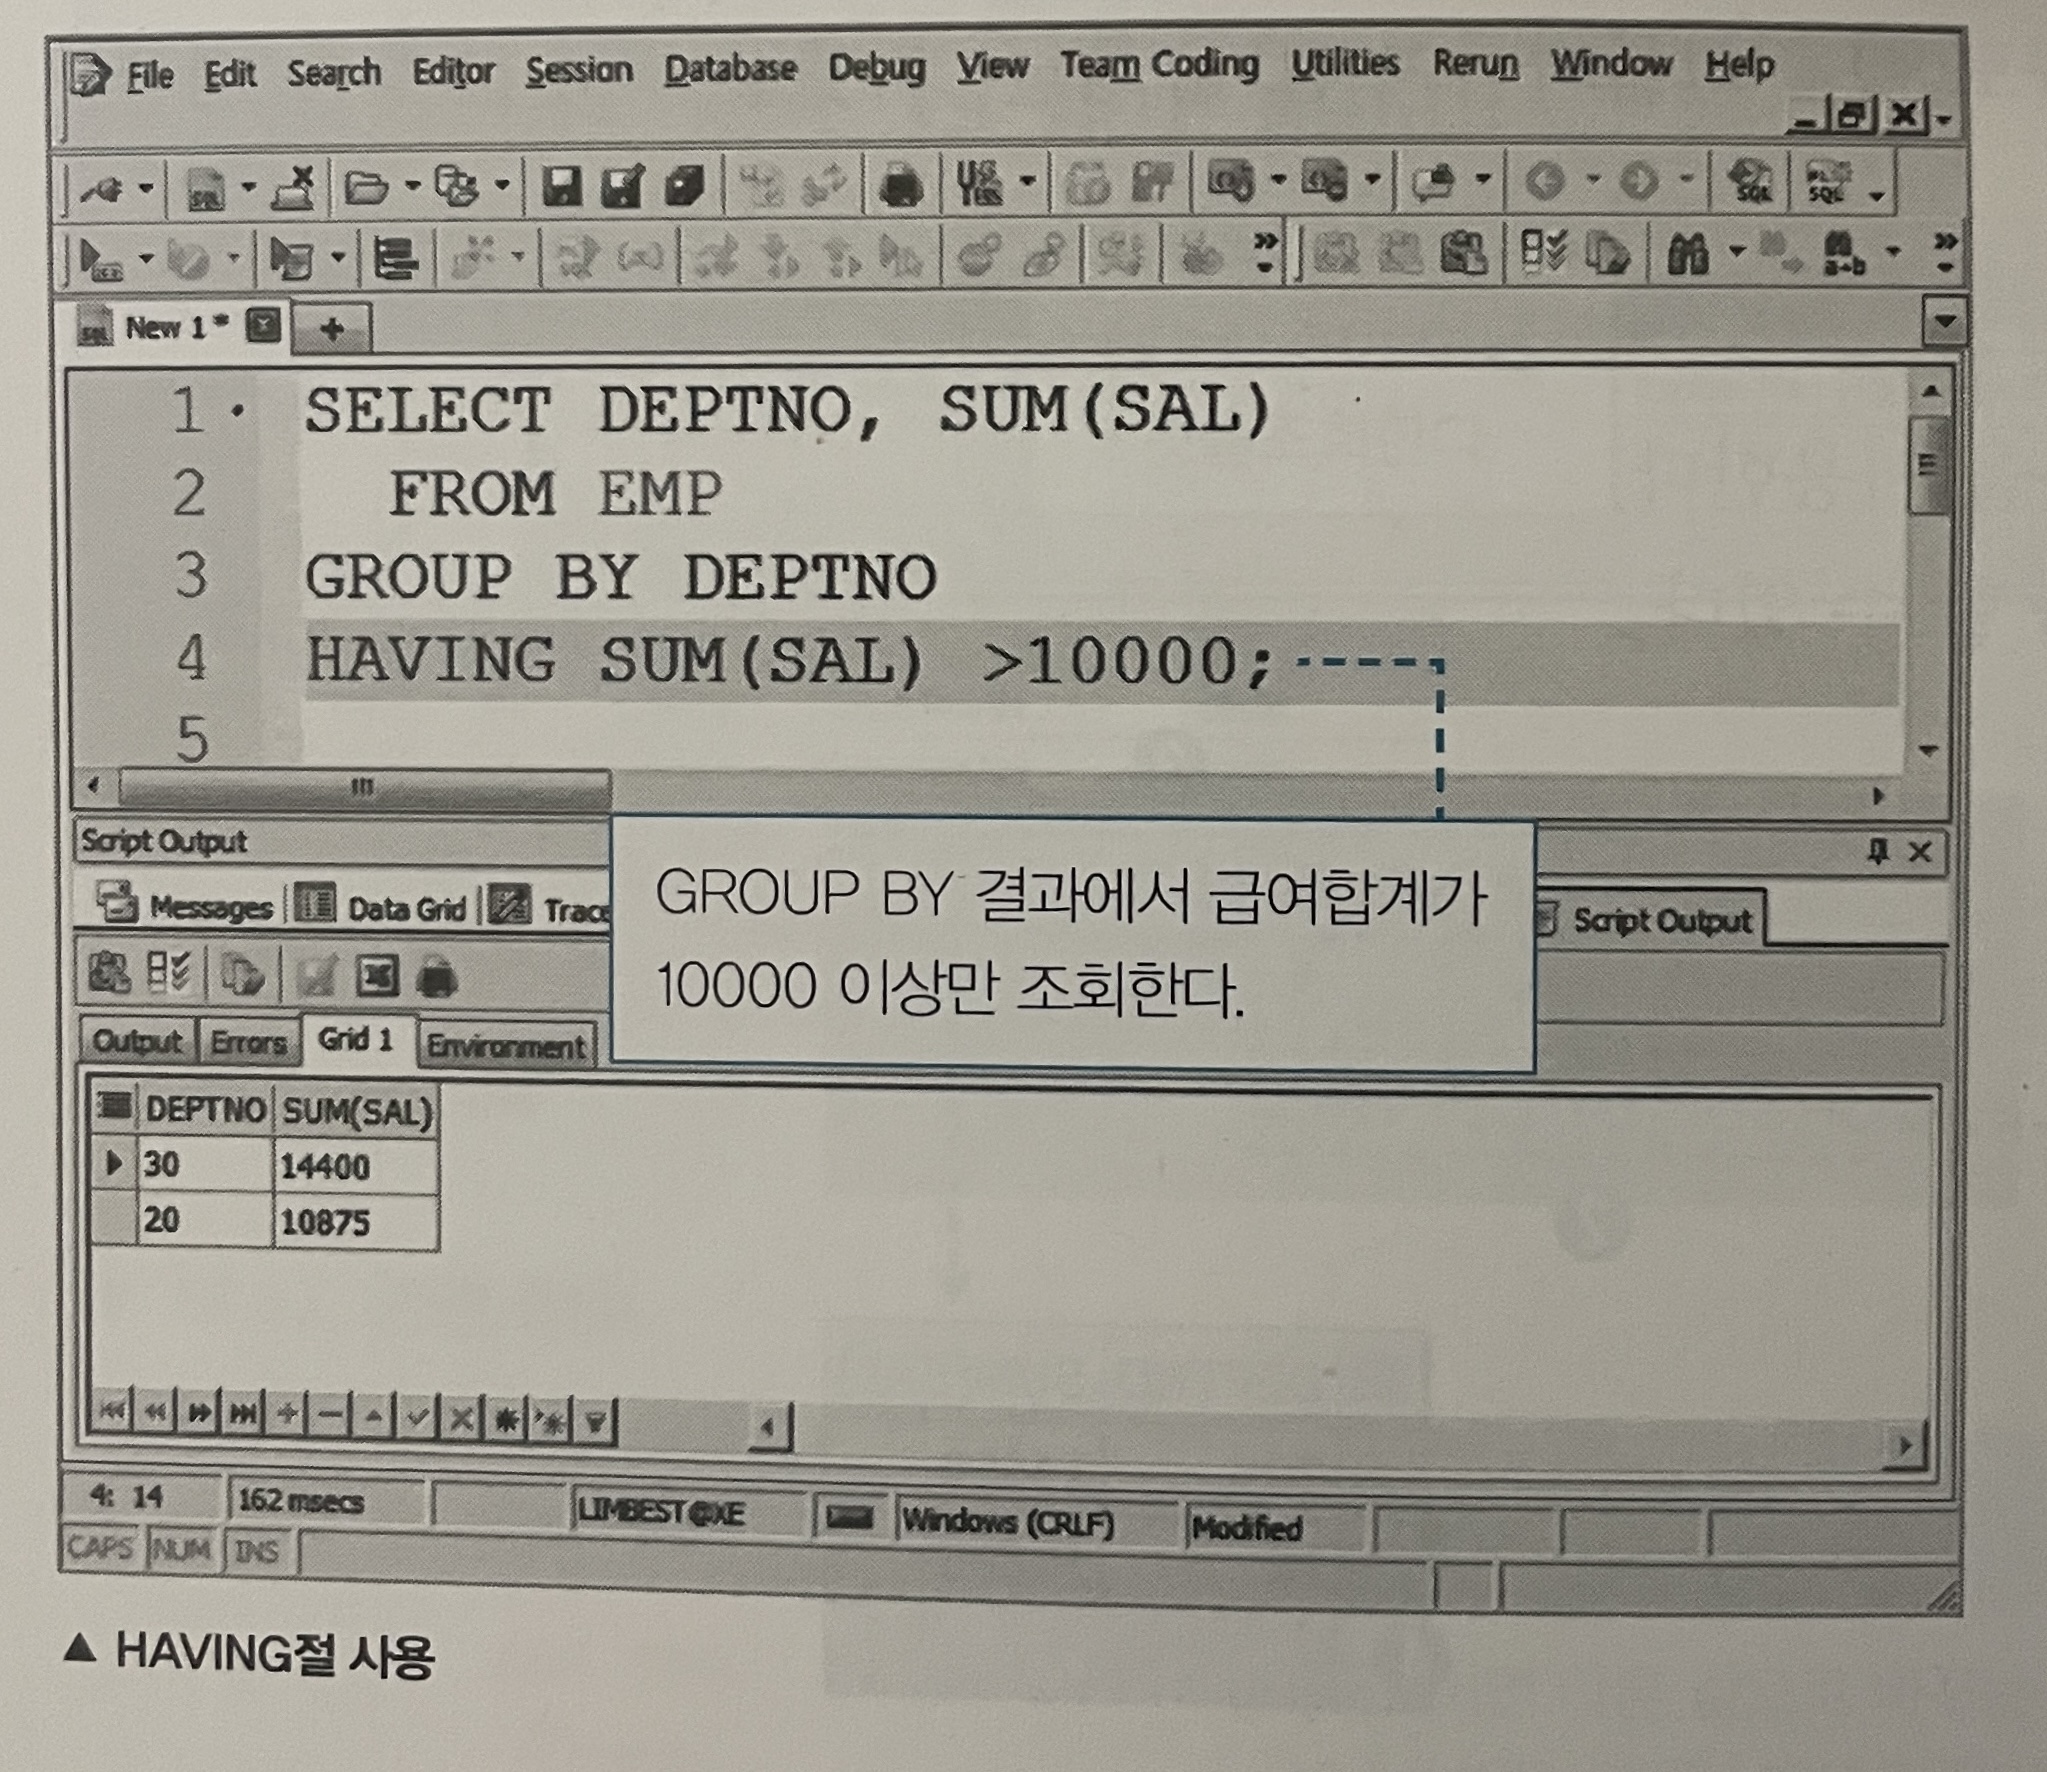 File Edit Search Editor Session Database Debug View Team Coding Utilities Rerun Window Help
New 1*
1 SELECT DEPTNO, SUM(SAL)
2 FROM EMP
3 GROUP BY DEPTNO
4 HAVING SUM(SAL) >10000;
5
Script Output
Messages Data Grid Trace Script Output
GROUP BY 결과에서 급여합계가
10000 이상만 조회한다.
Output Errors Grid 1 Environment
DEPTNO SUM(SAL)
30 14400
20 10875
4: 14 162 msecs LIMBEST@XE Windows (CRLF) Modified
CAPS NUM INS
▲ HAVING절 사용